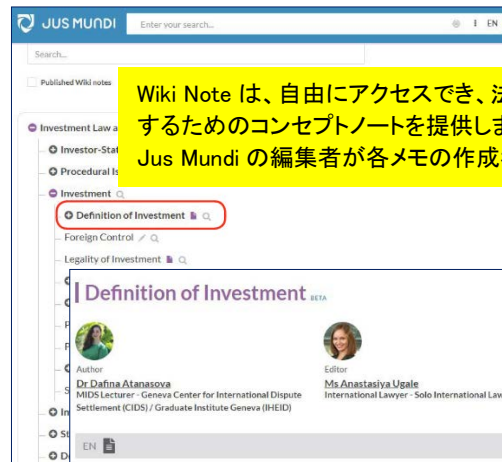 JUS MUNDI
Enter your search...
EN
Search...
Published Wiki notes
Wiki Note は、自由にアクセスでき、
するためのコンセプトノートを提供しま
Jus Mundi の編集者が各メモの作成
Investment Law a
Investor-Stat
Procedural Is
Investment
Definition of Investment
Foreign Control
Legality of Investment
Definition of Investment BETA
Author
Dr Dafina Atanasova
MIDS Lecturer - Geneva Center for International Dispute
Settlement (CIDS) / Graduate Institute Geneva (IHEID)
Editor
Ms Anastasiya Ugale
International Lawyer - Solo International Law
In
St
EN
D